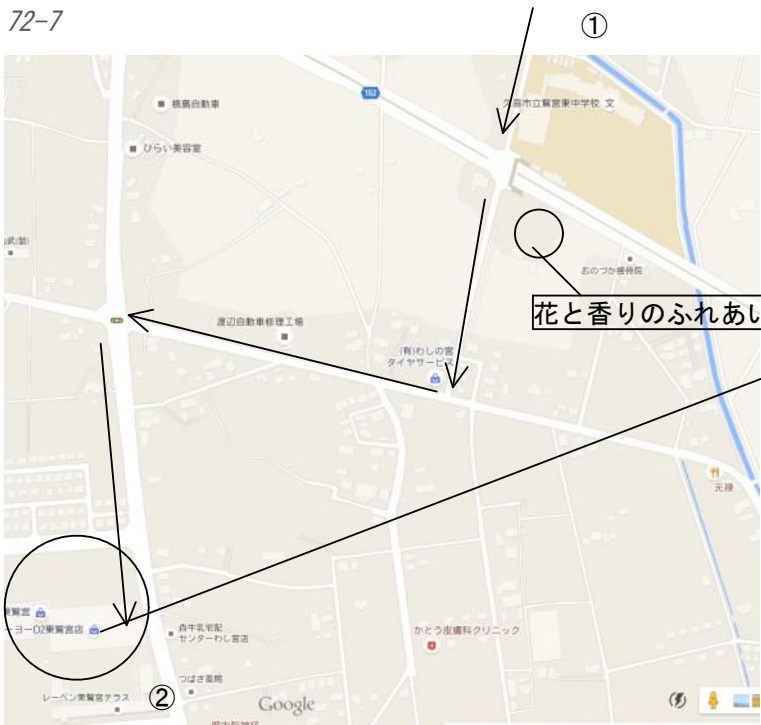 72-7
①
152
桃島自動車
久喜市立鷲宮東中学校 文
ひらい美容室
おのづか接骨院
花と香りのふれあい
渡辺自動車修理工場
(有)わしの宮
タイヤサービス
元禄
東鷲宮
ーヨーD2東鷲宮店
森牛乳宅配
センターわし宮店
かとう皮膚科クリニック
つばさ薬局
レーベン東鷲宮テラス
②
Google